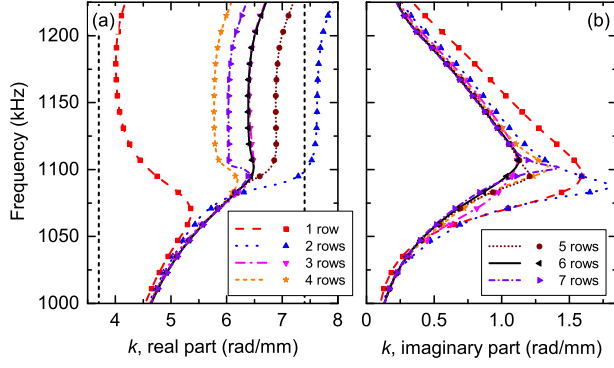 (a)
(b)
Frequency (kHz)
1200
1150
1100
1050
1000
1 row
2 rows
3 rows
4 rows
5 rows
6 rows
7 rows
4 5 6 7 8
0 0.5 1.0 1.5
k, real part (rad/mm)
k, imaginary part (rad/mm)